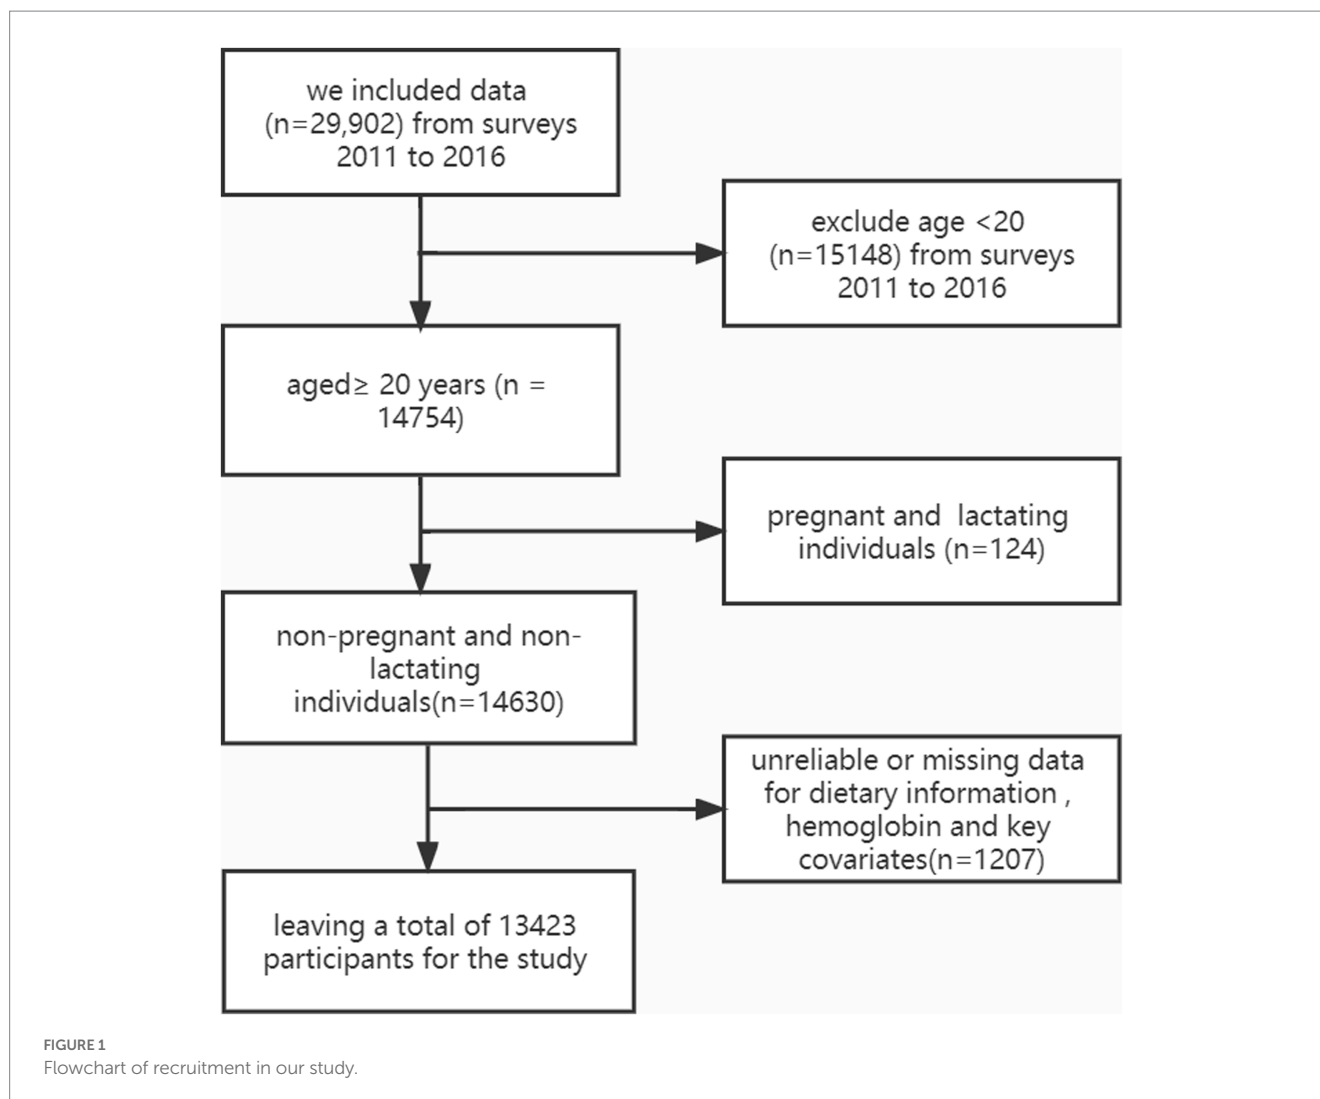 we included data
(n=29,902) from surveys
2011 to 2016
exclude age <20
(n=15148) from surveys
2011 to 2016
aged≥ 20 years (n =
14754)
pregnant and  lactating
individuals (n=124)
non-pregnant and non-
lactating
individuals(n=14630)
unreliable or missing data
for dietary information ,
hemoglobin and key
covariates(n=1207)
leaving a total of 13423
participants for the study
FIGURE 1
Flowchart of recruitment in our study.